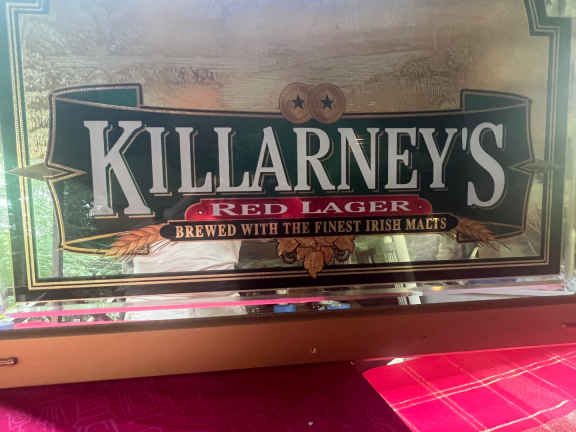 KILLARNEY'S
RED LAGER
BREWED WITH THE FINEST IRISH MALTS